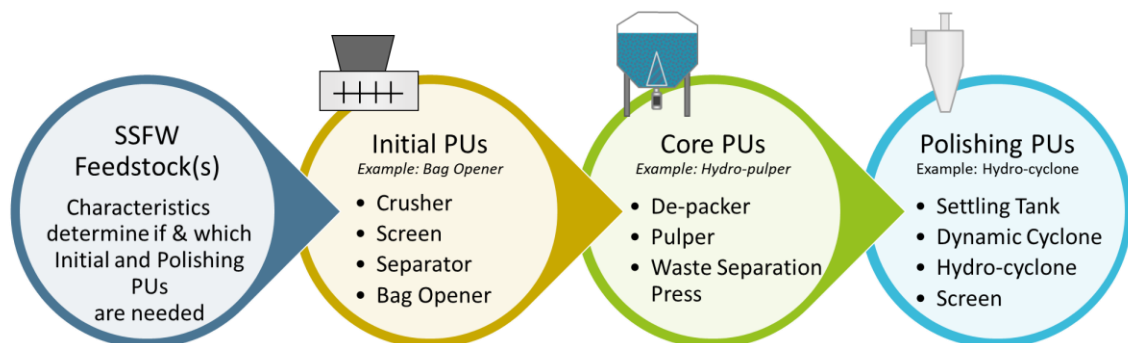 SSFW
Feedstock(s)
Characteristics
determine if & which
Initial and Polishing
PUs
are needed
Initial PUs
Example: Bag Opener
• Crusher
• Screen
• Separator
• Bag Opener
Core PUs
Example: Hydro-pulper
• De-packer
• Pulper
• Waste Separation
Press
Polishing PUs
Example: Hydro-cyclone
• Settling Tank
• Dynamic Cyclone
• Hydro-cyclone
• Screen